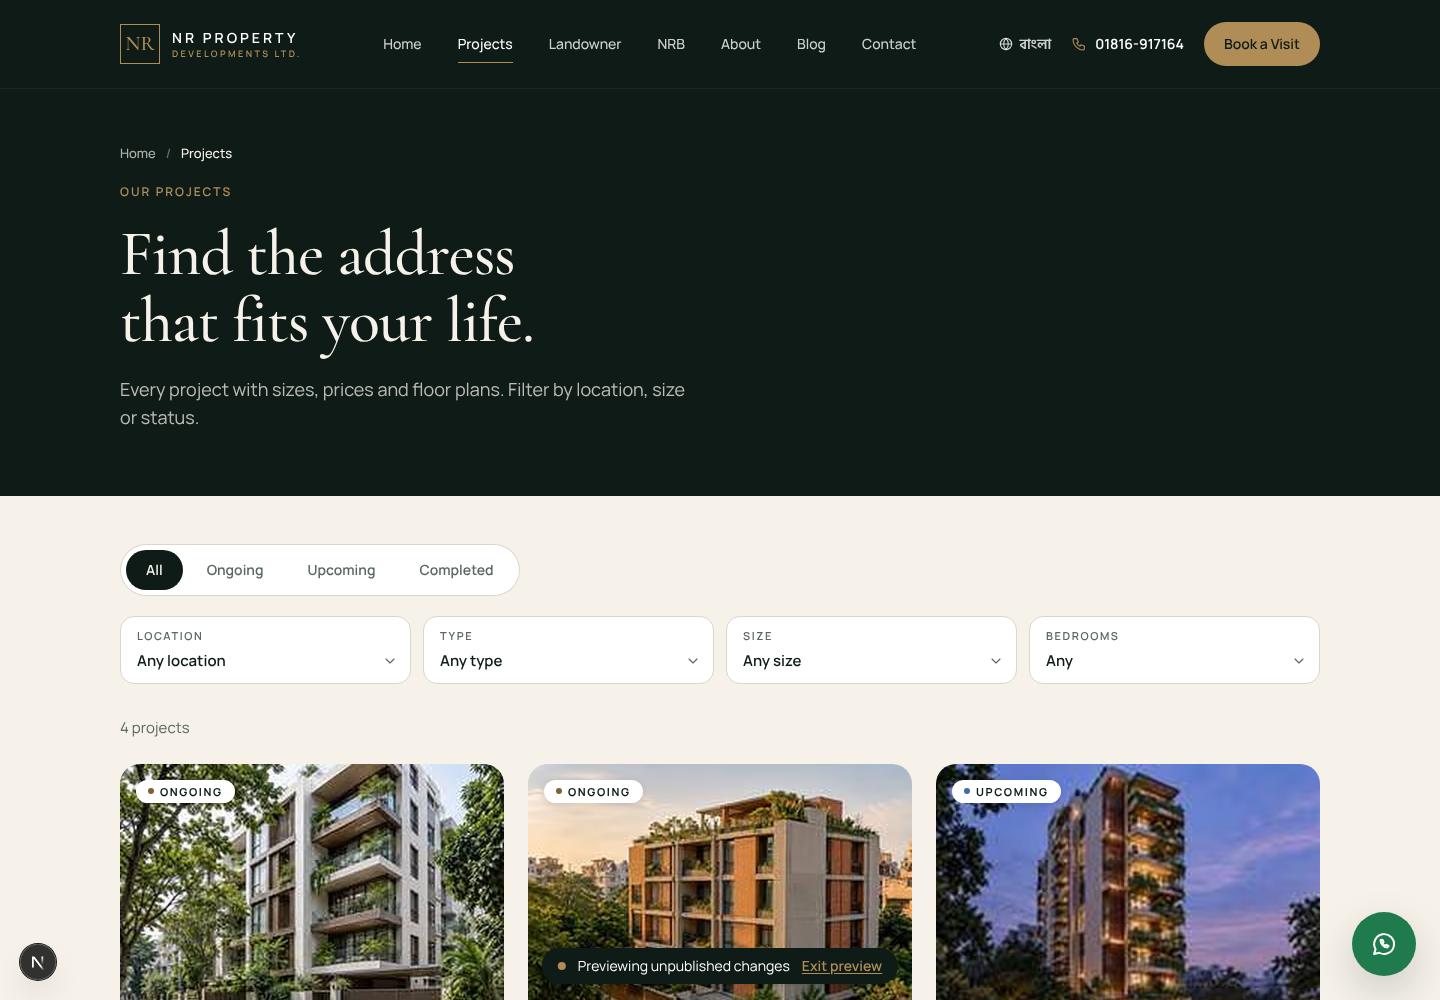 NR
NR PROPERTY
DEVELOPMENTS LTD.
Home
Projects
Landowner
NRB
About
Blog
Contact
বাংলা
01816-917164
Book a Visit
Home / Projects
OUR PROJECTS
Find the address
that fits your life.
Every project with sizes, prices and floor plans. Filter by location, size
or status.
All
Ongoing
Upcoming
Completed
LOCATION
Any location
TYPE
Any type
SIZE
Any size
BEDROOMS
Any
4 projects
ONGOING
ONGOING
UPCOMING
Previewing unpublished changes Exit preview
N